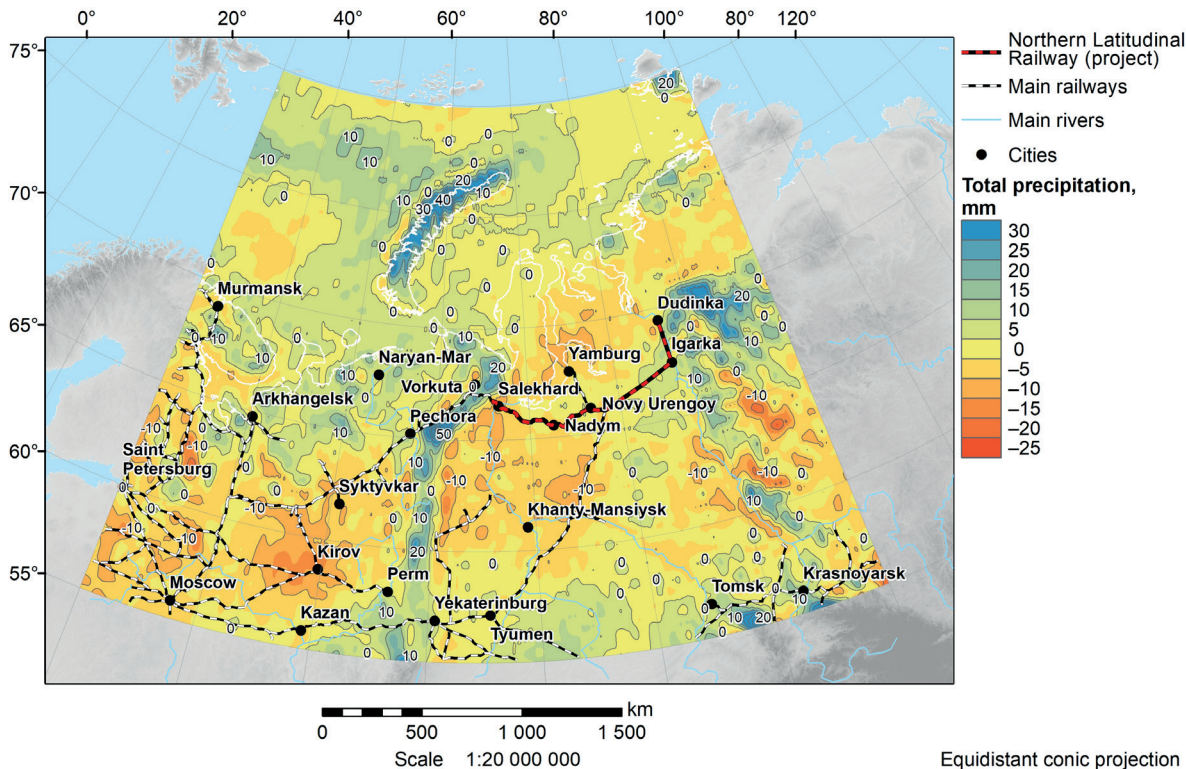 0° 20° 40° 60° 80° 100° 80° 120°
75°
70°
65°
60°
55°
Northern Latitudinal
Railway (project)
Main railways
Main rivers
Cities
Total precipitation,
mm
30
25
20
15
10
5
0
–5
–10
–15
–20
–25
Murmansk
Dudinka
Igarka
Naryan-Mar
Yamburg
Vorkuta
Salekhard
Arkhangelsk
Novy Urengoy
Pechora
Nadym
Saint
Petersburg
Syktyvkar
Khanty-Mansiysk
Kirov
Perm
Moscow
Tomsk
Krasnoyarsk
Kazan
Yekaterinburg
Tyumen
km
0 500 1 000 1 500
Scale 1:20 000 000
Equidistant conic projection